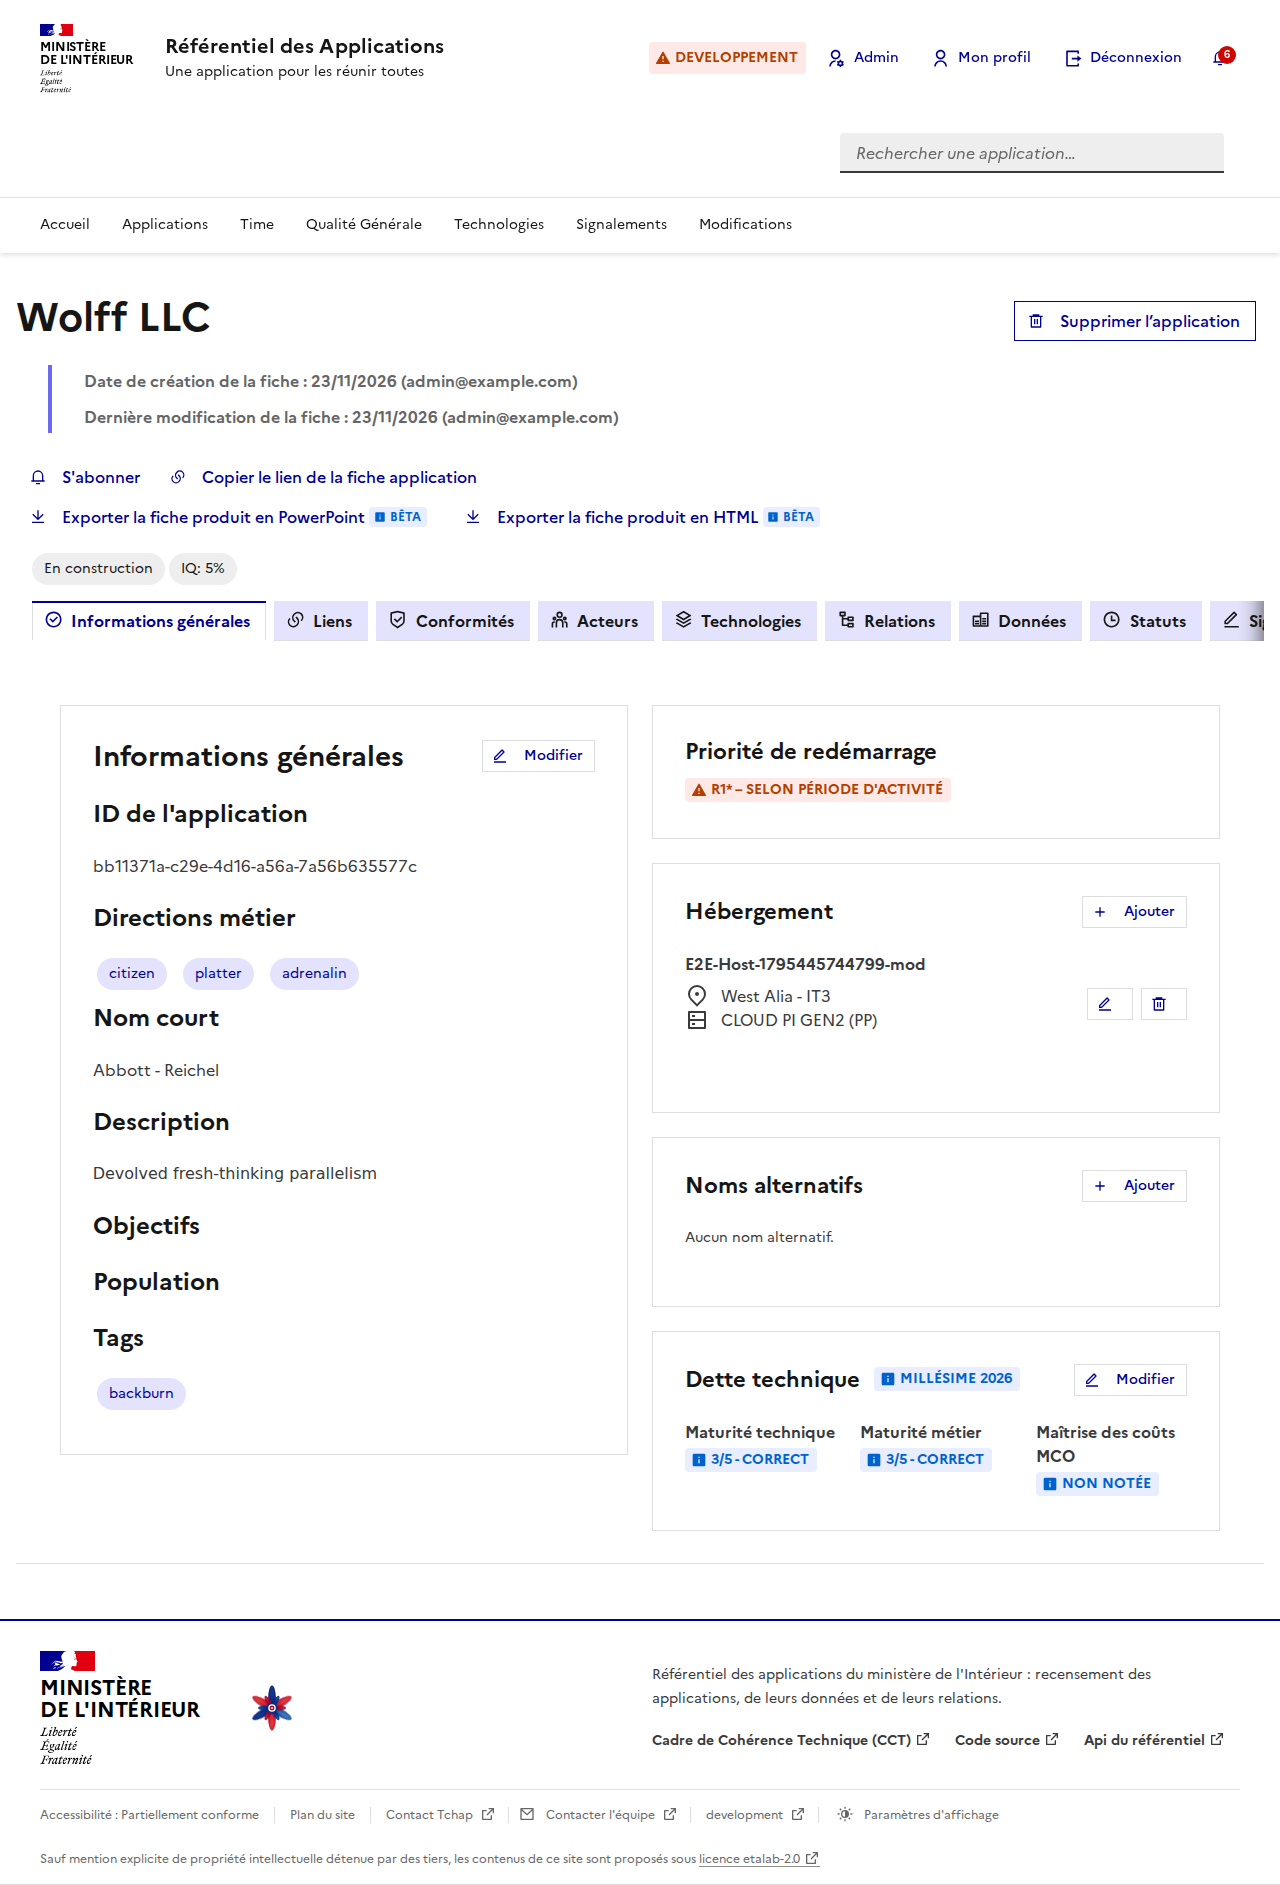 MINISTÈRE
DE L'INTÉRIEUR
Liberté
Égalité
Fraternité
Référentiel des Applications
Une application pour les réunir toutes
DEVELOPPEMENT
Admin
Mon profil
Déconnexion
6
Rechercher une application...
Accueil
Applications
Time
Qualité Générale
Technologies
Signalements
Modifications
Wolff LLC
Supprimer l’application
Date de création de la fiche : 23/11/2026 (admin@example.com)
Dernière modification de la fiche : 23/11/2026 (admin@example.com)
S'abonner
Copier le lien de la fiche application
Exporter la fiche produit en PowerPoint BÊTA
Exporter la fiche produit en HTML BÊTA
En construction
IQ: 5%
Informations générales
Liens
Conformités
Acteurs
Technologies
Relations
Données
Statuts
Informations générales
Modifier
ID de l'application
bb11371a-c29e-4d16-a56a-7a56b635577c
Directions métier
citizen
platter
adrenalin
Nom court
Abbott - Reichel
Description
Devolved fresh-thinking parallelism
Objectifs
Population
Tags
backburn
Priorité de redémarrage
R1* – SELON PÉRIODE D'ACTIVITÉ
Hébergement
Ajouter
E2E-Host-1795445744799-mod
West Alia - IT3
CLOUD PI GEN2 (PP)
Noms alternatifs
Ajouter
Aucun nom alternatif.
Dette technique
MILLÉSIME 2026
Modifier
Maturité technique
3/5 - CORRECT
Maturité métier
3/5 - CORRECT
Maîtrise des coûts
MCO
NON NOTÉE
MINISTÈRE
DE L'INTÉRIEUR
Liberté
Égalité
Fraternité
Référentiel des applications du ministère de l'Intérieur : recensement des
applications, de leurs données et de leurs relations.
Cadre de Cohérence Technique (CCT)
Code source
Api du référentiel
Accessibilité : Partiellement conforme
Plan du site
Contact Tchap
Contacter l'équipe
development
Paramètres d'affichage
Sauf mention explicite de propriété intellectuelle détenue par des tiers, les contenus de ce site sont proposés sous licence etalab-2.0